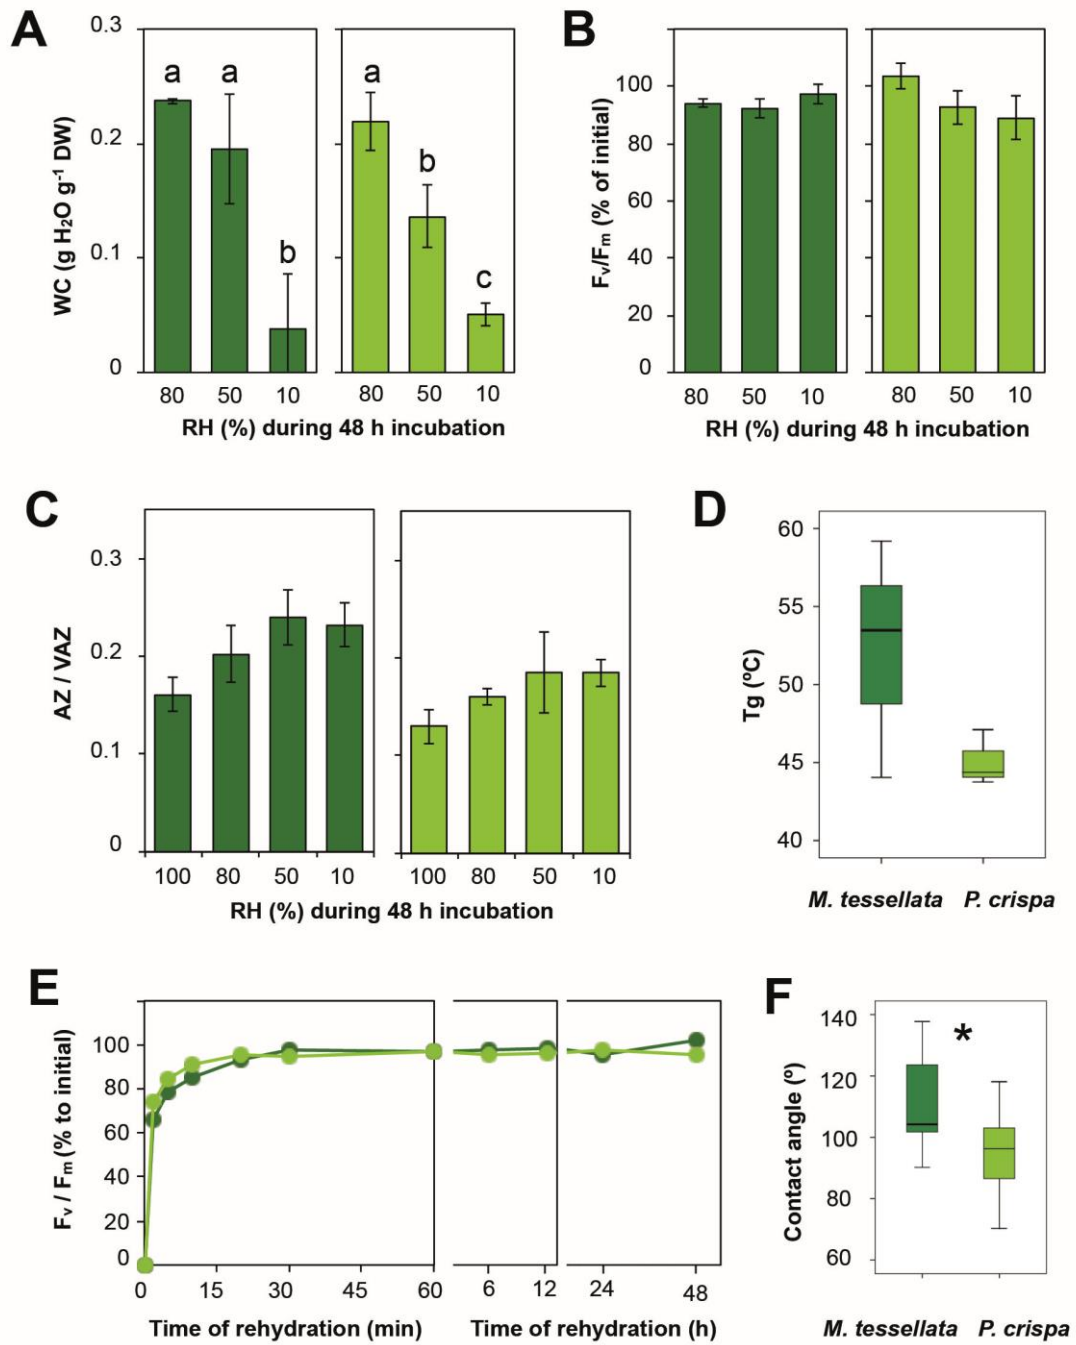 A
WC (g H₂O g⁻¹ DW)
0.3
0.2
0.1
0
a a b
a b c
80 50 10
80 50 10
RH (%) during 48 h incubation
B
Fᵥ/Fₘ (% of initial)
100
80
60
40
20
0
80 50 10
80 50 10
RH (%) during 48 h incubation
C
AZ / VAZ
0.3
0.2
0.1
0
100 80 50 10
100 80 50 10
RH (%) during 48 h incubation
D
Tg (ºC)
60
55
50
45
40
M. tessellata P. crispa
E
Fᵥ / Fₘ (% to initial)
100
80
60
40
20
0
0 15 30 45 60
6 12 24 48
Time of rehydration (min)
Time of rehydration (h)
F
Contact angle (º)
140
120
100
80
60
*
M. tessellata P. crispa